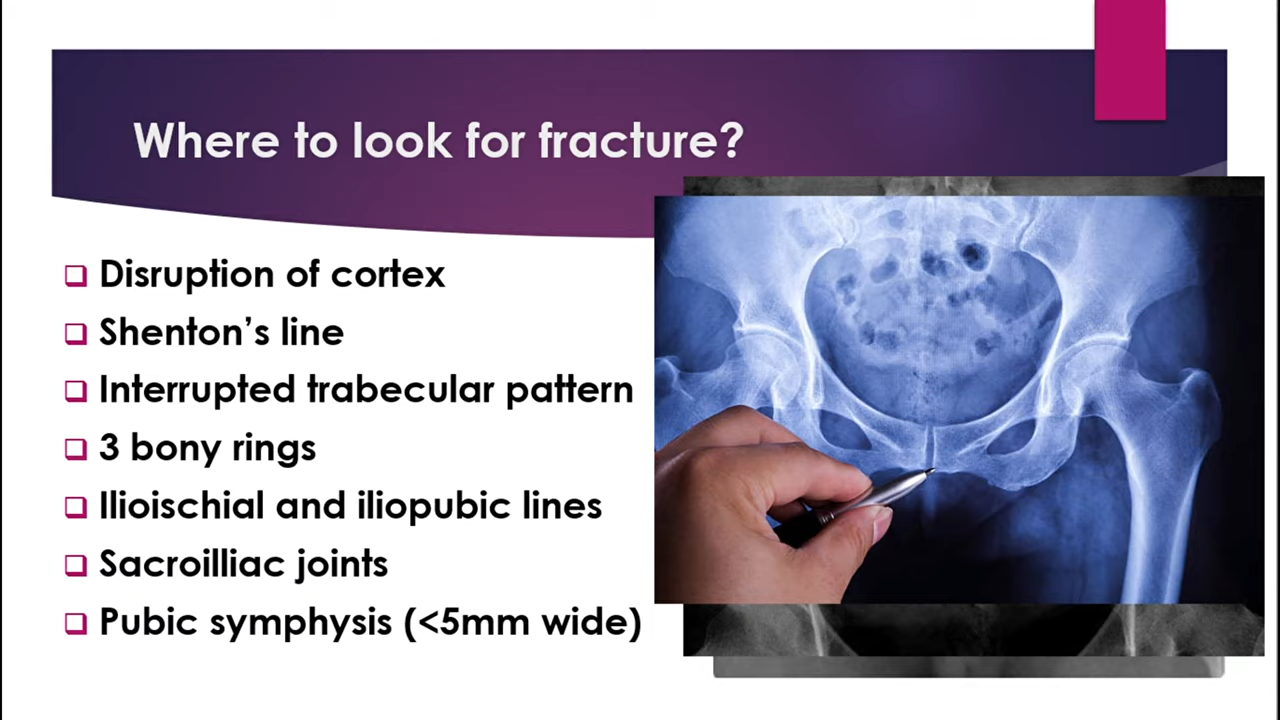 Where to look for fracture?
Disruption of cortex
Shenton's line
Interrupted trabecular pattern
3 bony rings
Ilioischial and iliopubic lines
Sacroilliac joints
Pubic symphysis (<5mm wide)